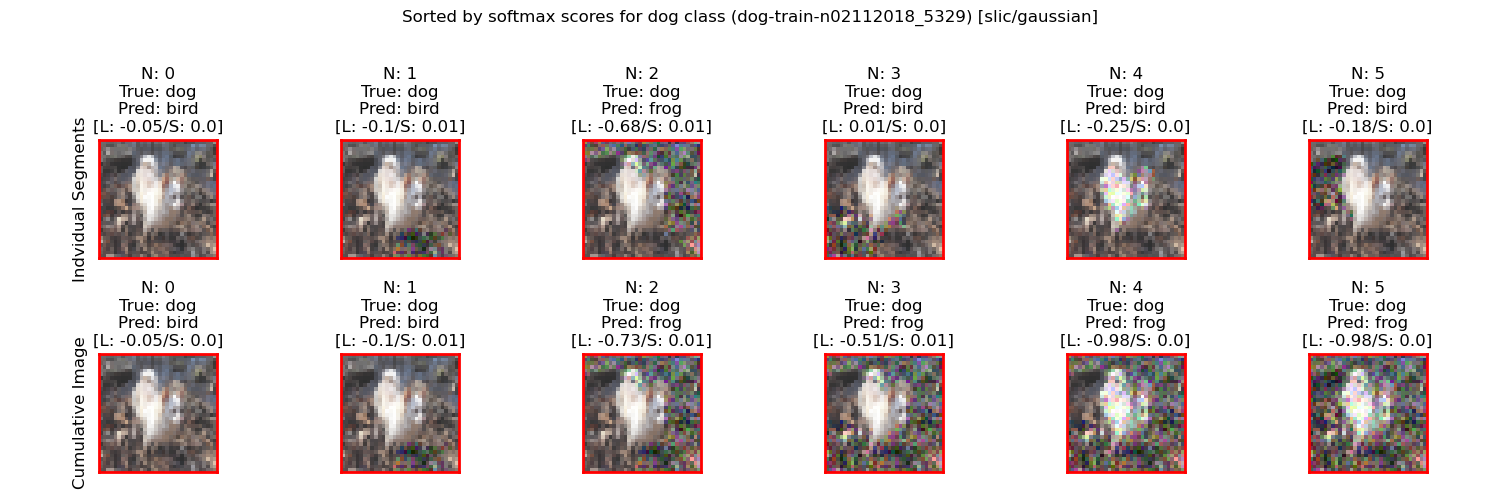 Sorted by softmax scores for dog class (dog-train-n02112018_5329) [slic/gaussian]
Indvidual Segments
N: 0
True: dog
Pred: bird
[L: -0.05/S: 0.0]
N: 1
True: dog
Pred: bird
[L: -0.1/S: 0.01]
N: 2
True: dog
Pred: frog
[L: -0.68/S: 0.01]
N: 3
True: dog
Pred: bird
[L: 0.01/S: 0.0]
N: 4
True: dog
Pred: bird
[L: -0.25/S: 0.0]
N: 5
True: dog
Pred: bird
[L: -0.18/S: 0.0]
Cumulative Image
N: 0
True: dog
Pred: bird
[L: -0.05/S: 0.0]
N: 1
True: dog
Pred: bird
[L: -0.1/S: 0.01]
N: 2
True: dog
Pred: frog
[L: -0.73/S: 0.01]
N: 3
True: dog
Pred: frog
[L: -0.51/S: 0.01]
N: 4
True: dog
Pred: frog
[L: -0.98/S: 0.0]
N: 5
True: dog
Pred: frog
[L: -0.98/S: 0.0]